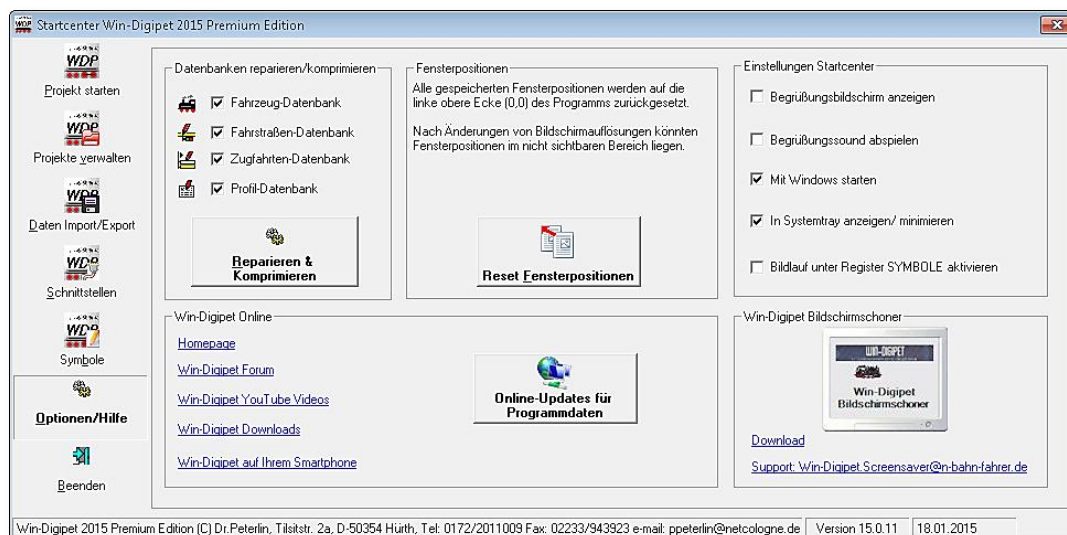 Startcenter Win-Digipet 2015 Premium Edition
WDP
Projekt starten
WDP
Projekte verwalten
WDP
Daten Import/Export
WDP
Schnittstellen
WDP
Symbole
Optionen/Hilfe
Beenden
Datenbanken reparieren/komprimieren
Fahrzeug-Datenbank
Fahrstraßen-Datenbank
Zugfahrten-Datenbank
Profil-Datenbank
Reparieren &
Komprimieren
Fensterpositionen
Alle gespeicherten Fensterpositionen werden auf die
linke obere Ecke (0,0) des Programms zurückgesetzt.
Nach Änderungen von Bildschirmauflösungen könnten
Fensterpositionen im nicht sichtbaren Bereich liegen.
Reset Fensterpositionen
Einstellungen Startcenter
Begrüßungsbildschirm anzeigen
Begrüßungssound abspielen
Mit Windows starten
In Systemtray anzeigen/ minimieren
Bildlauf unter Register SYMBOLE aktivieren
Win-Digipet Online
Homepage
Win-Digipet Forum
Win-Digipet YouTube Videos
Win-Digipet Downloads
Win-Digipet auf Ihrem Smartphone
Online-Updates für
Programmdaten
Win-Digipet Bildschirmschoner
WIN-DIGIPET
Win-Digipet
Bildschirmschoner
Download
Support: Win-Digipet.Screensaver@n-bahn-fahrer.de
Win-Digipet 2015 Premium Edition (C) Dr.Peterlin, Tilsitstr. 2a, D-50354 Hürth, Tel: 0172/2011009 Fax: 02233/943923 e-mail: ppeterlin@netcologne.de
Version 15.0.11
18.01.2015